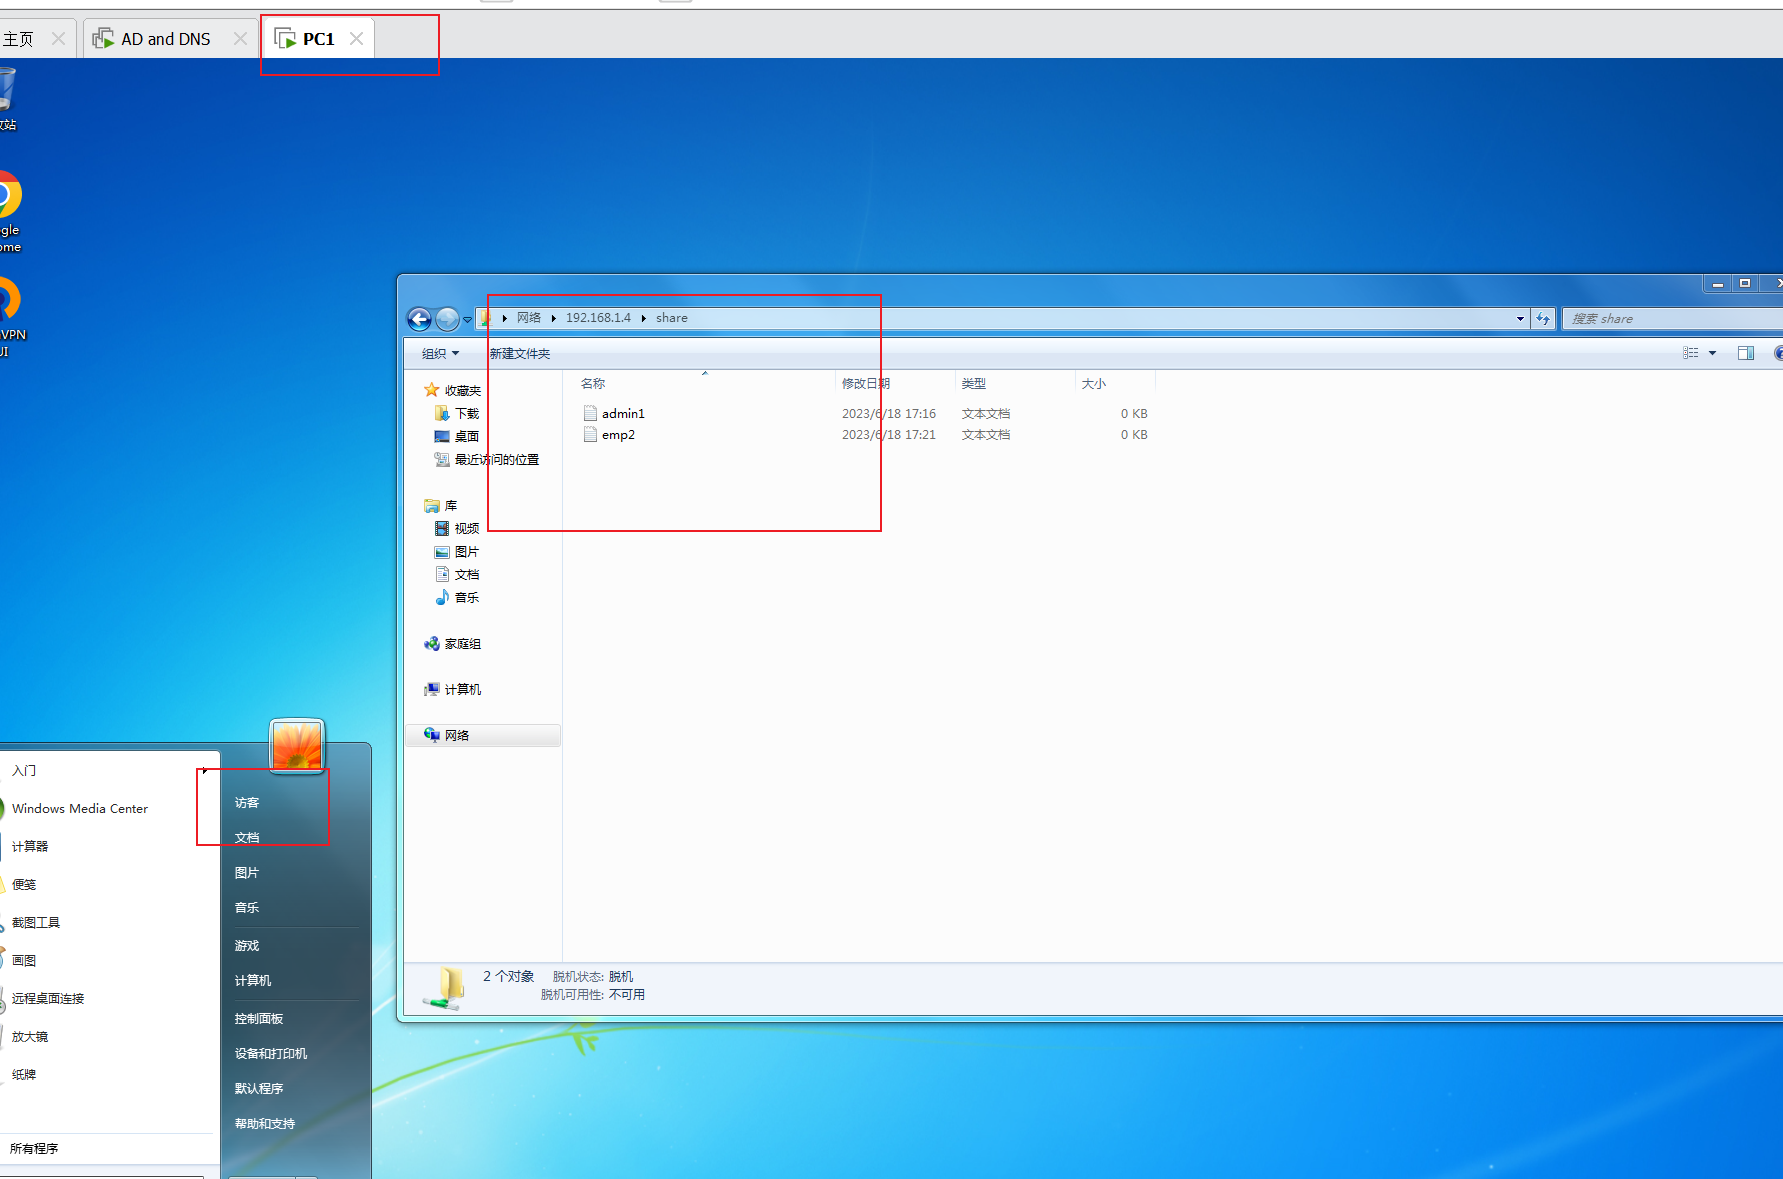 主页
AD and DNS
PC1
收站
gle
ome
VPN
UI
网络
192.168.1.4
share
搜索 share
组织
新建文件夹
名称
修改日期
类型
大小
admin1
2023/6/18 17:16
文本文档
0 KB
emp2
2023/6/18 17:21
文本文档
0 KB
收藏夹
下载
桌面
最近访问的位置
库
视频
图片
文档
音乐
家庭组
计算机
网络
2 个对象
脱机状态: 脱机
脱机可用性: 不可用
入门
Windows Media Center
计算器
便笺
截图工具
画图
远程桌面连接
放大镜
纸牌
所有程序
访客
文档
图片
音乐
游戏
计算机
控制面板
设备和打印机
默认程序
帮助和支持